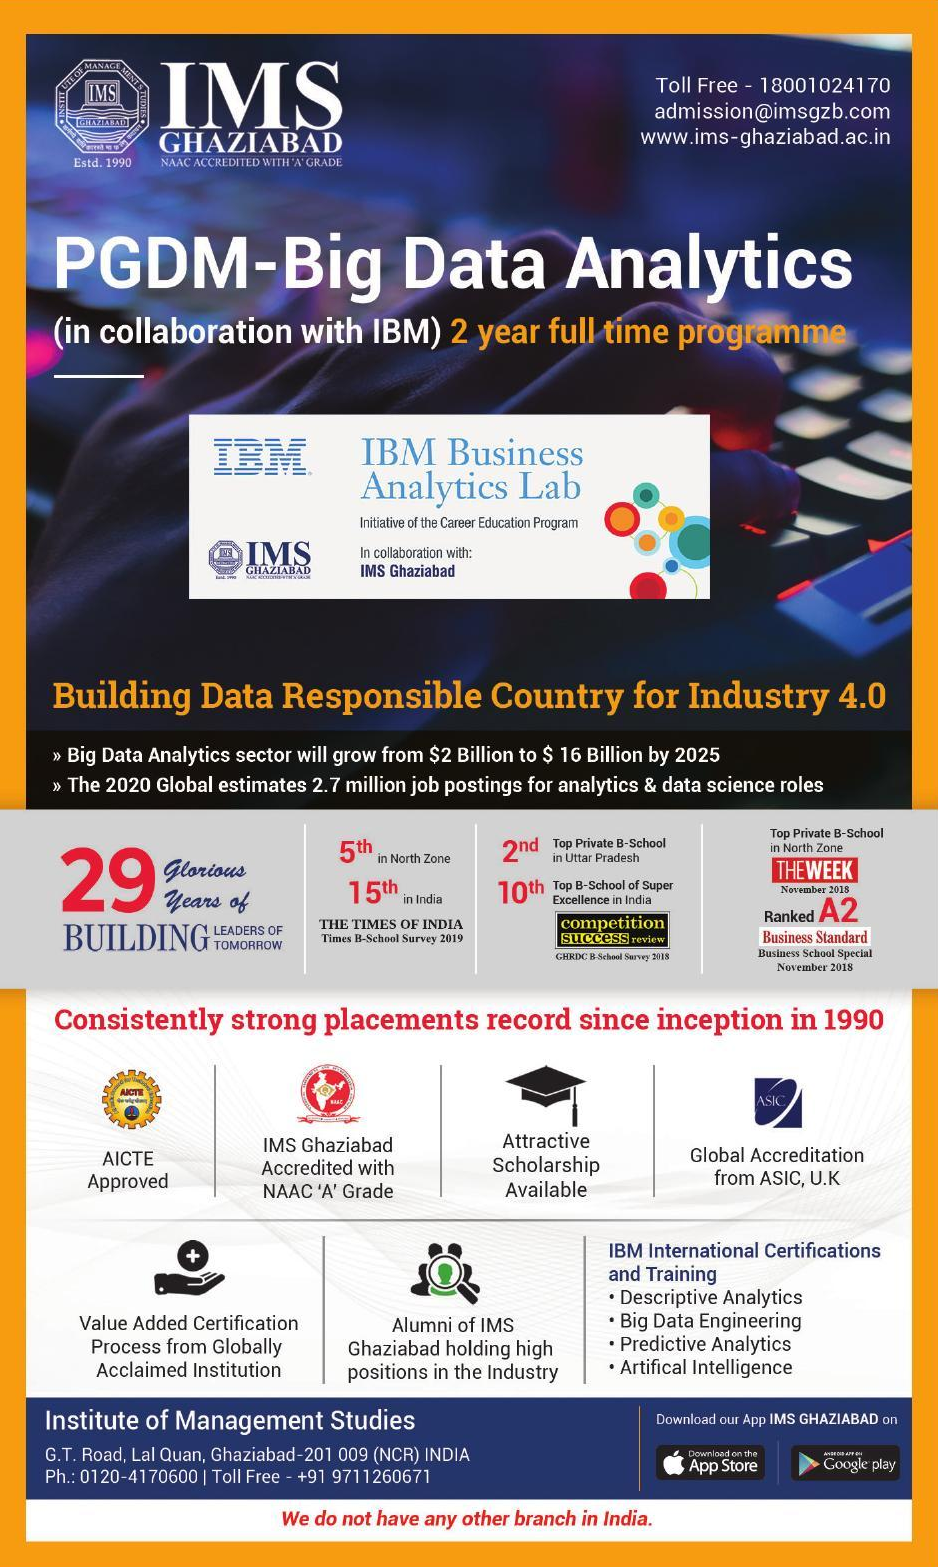 INSTITUTE OF MANAGEMENT STUDIES
IMS
GHAZIABAD
Estd. 1990
IMS
GHAZIABAD
NAAC ACCREDITED WITH 'A' GRADE
Toll Free - 18001024170
admission@imsgzb.com
www.ims-ghaziabad.ac.in
PGDM-Big Data Analytics
(in collaboration with IBM) 2 year full time programme
IBM
IBM Business
Analytics Lab
Initiative of the Career Education Program
IMS
GHAZIABAD
In collaboration with:
IMS Ghaziabad
Building Data Responsible Country for Industry 4.0
» Big Data Analytics sector will grow from $2 Billion to $ 16 Billion by 2025
» The 2020 Global estimates 2.7 million job postings for analytics & data science roles
29 Glorious
Years of
BUILDING LEADERS OF
TOMORROW
5th in North Zone
15th in India
THE TIMES OF INDIA
Times B-School Survey 2019
2nd Top Private B-School
in Uttar Pradesh
10th Top B-School of Super
Excellence in India
competition
success review
GHRDC B-School Survey 2018
Top Private B-School
in North Zone
THE WEEK
November 2018
Ranked A2
Business Standard
Business School Special
November 2018
Consistently strong placements record since inception in 1990
AICTE
AICTE
Approved
NAAC
IMS Ghaziabad
Accredited with
NAAC ‘A’ Grade
Attractive
Scholarship
Available
ASIC
Global Accreditation
from ASIC, U.K
Value Added Certification
Process from Globally
Acclaimed Institution
Alumni of IMS
Ghaziabad holding high
positions in the Industry
IBM International Certifications
and Training
• Descriptive Analytics
• Big Data Engineering
• Predictive Analytics
• Artifical Intelligence
Institute of Management Studies
G.T. Road, Lal Quan, Ghaziabad-201 009 (NCR) INDIA
Ph.: 0120-4170600 | Toll Free - +91 9711260671
Download our App IMS GHAZIABAD on
Download on the
App Store
ANDROID APP ON
Google play
We do not have any other branch in India.